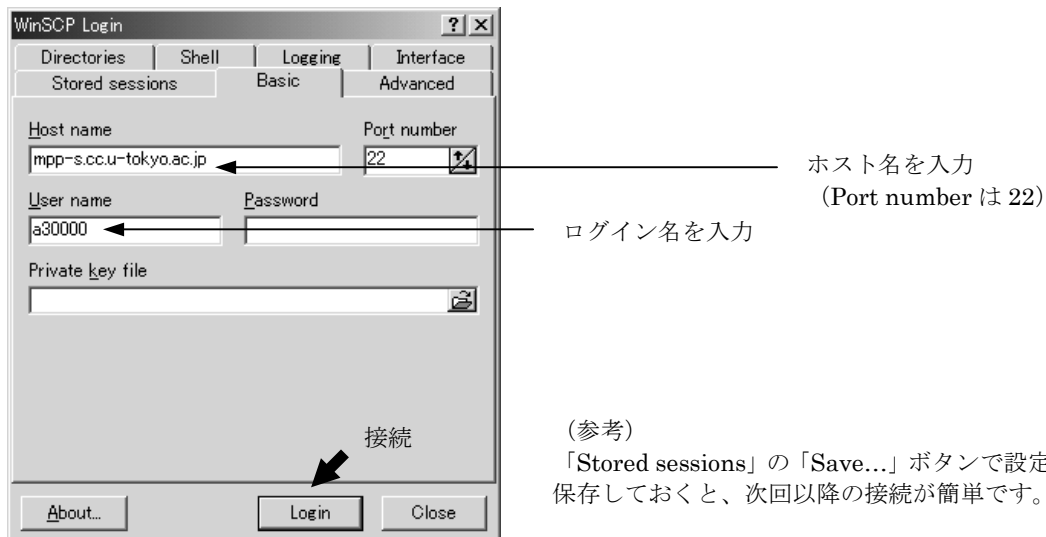 WinSCP Login
Directories Shell Logging Interface
Stored sessions Basic Advanced
Host name Port number
mpp-s.cc.u-tokyo.ac.jp 22
User name Password
a30000
Private key file
ホスト名を入力
（Port number は 22）
ログイン名を入力
接続
（参考）
「Stored sessions」の「Save…」ボタンで設定
保存しておくと、次回以降の接続が簡単です。
About... Login Close